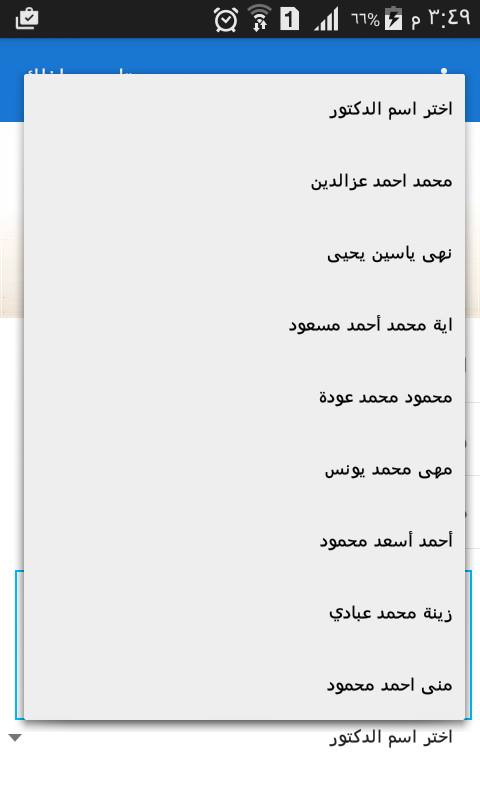 ٣:٤٩ م ٦٦%
اختر اسم الدكتور
محمد احمد عزالدين
نهى ياسين يحيى
اية محمد أحمد مسعود
محمود محمد عودة
مهى محمد يونس
أحمد أسعد محمود
زينة محمد عبادي
منى احمد محمود
اختر اسم الدكتور